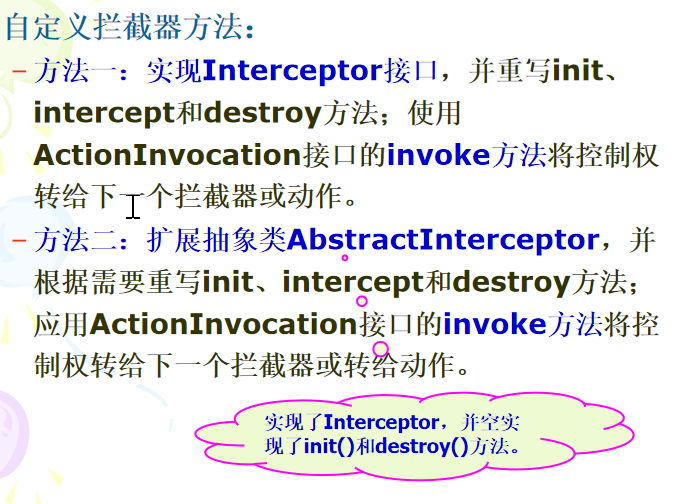 自定义拦截器方法：
– 方法一：实现Interceptor接口，并重写init、
intercept和destroy方法；使用
ActionInvocation接口的invoke方法将控制权
转给下一个拦截器或动作。
– 方法二：扩展抽象类AbstractInterceptor，并
根据需要重写init、intercept和destroy方法；
应用ActionInvocation接口的invoke方法将控
制权转给下一个拦截器或转给动作。
实现了Interceptor，并空实
现了init()和destroy()方法。